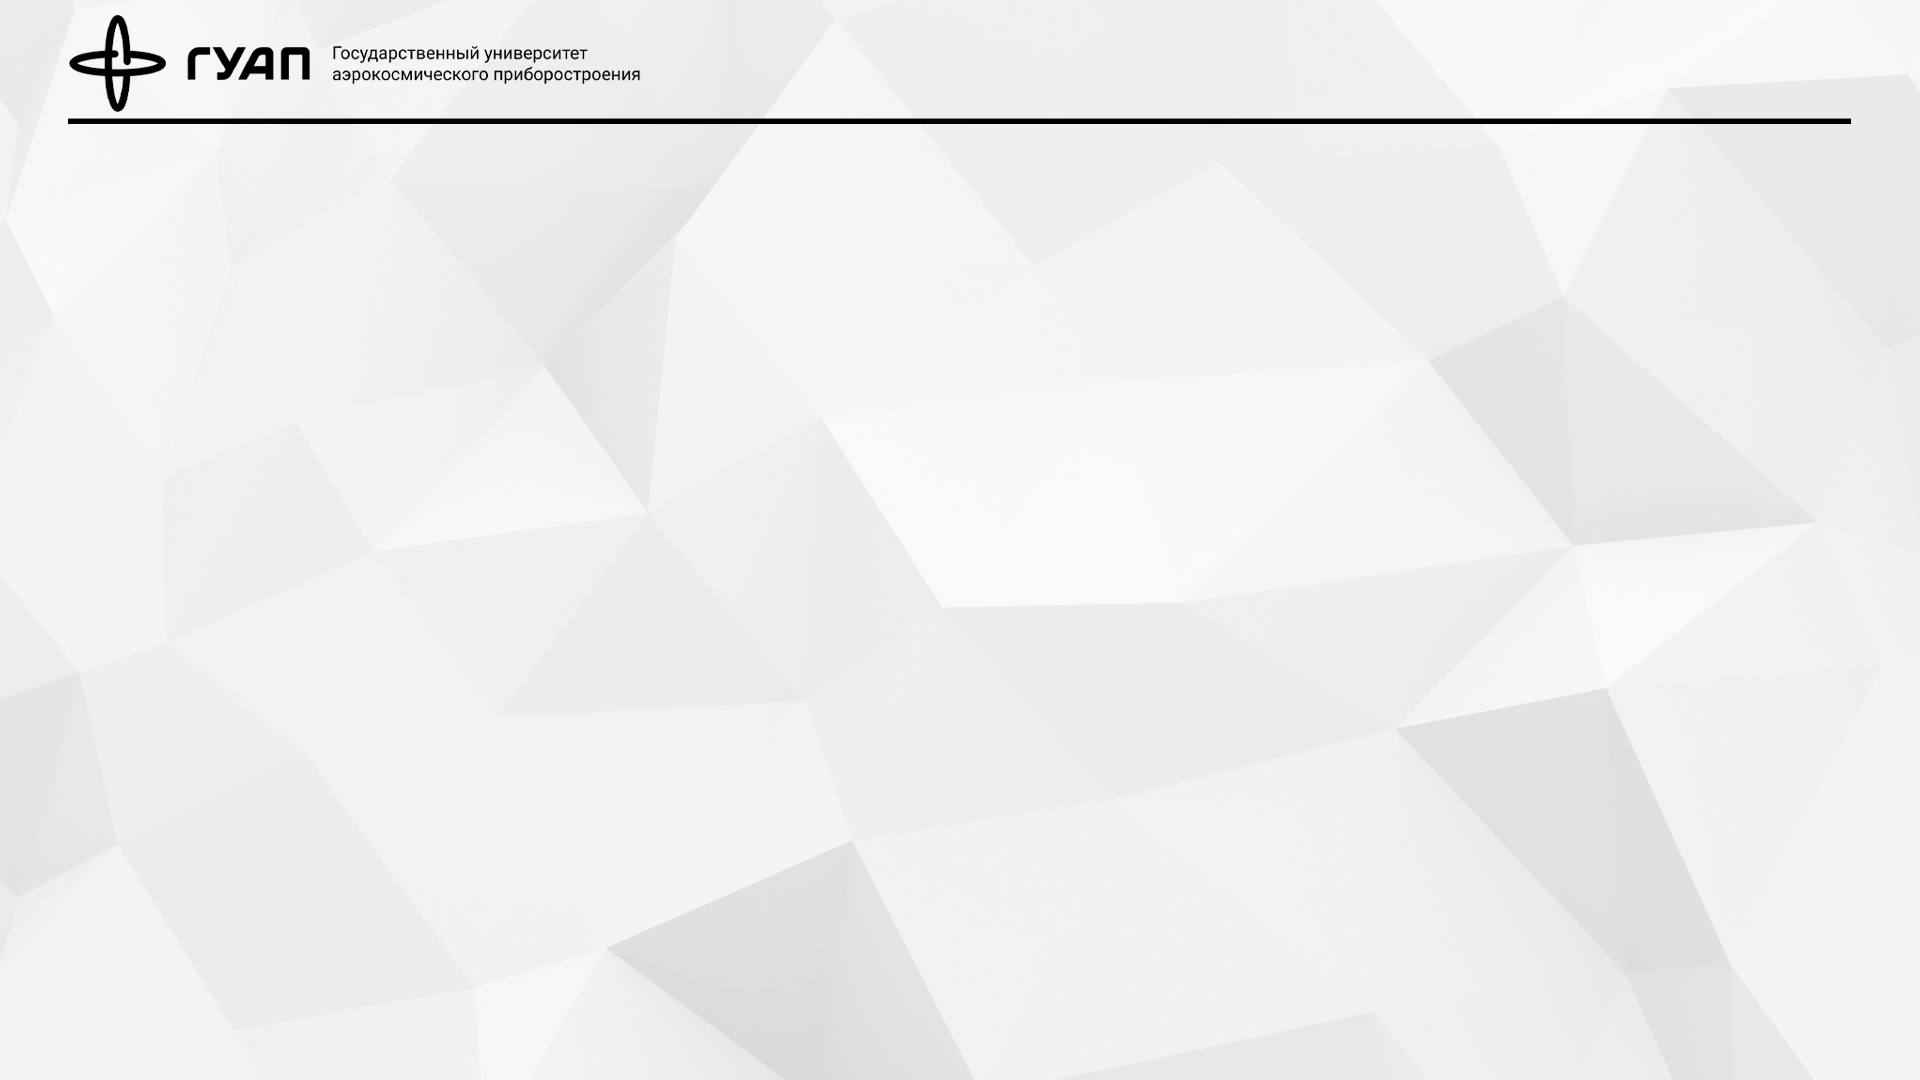 ГУАП
Государственный университет
аэрокосмического приборостроения